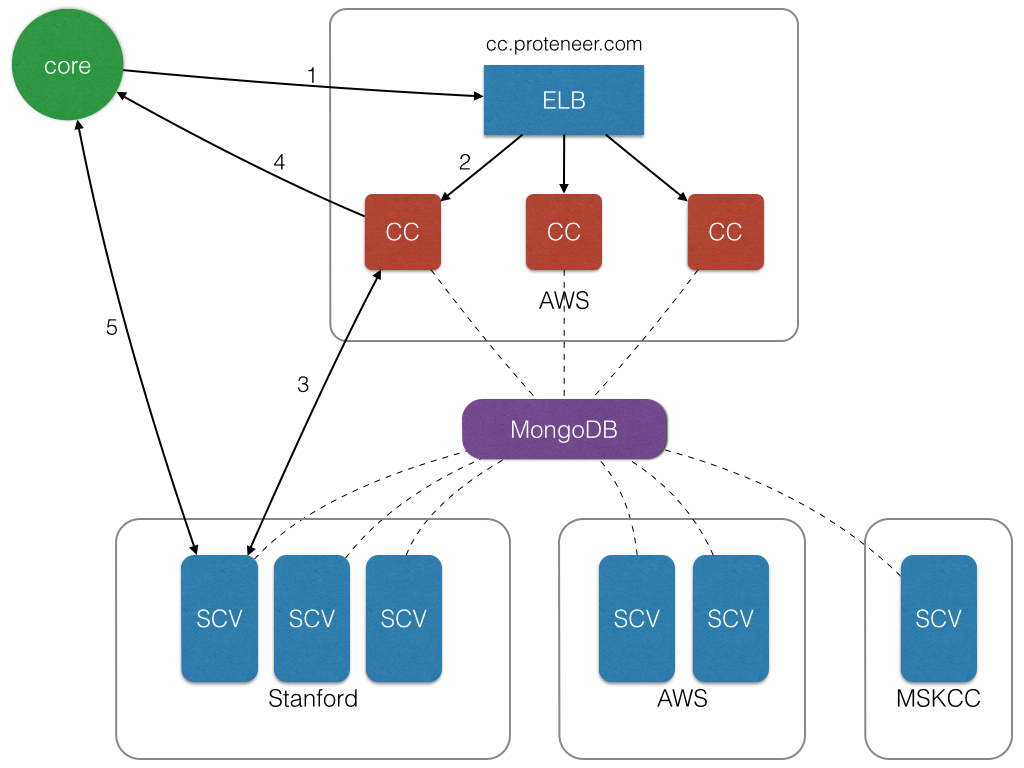 core
1
cc.proteneer.com
ELB
4
2
CC
CC
CC
AWS
5
3
MongoDB
SCV
SCV
SCV
Stanford
SCV
SCV
AWS
SCV
MSKCC